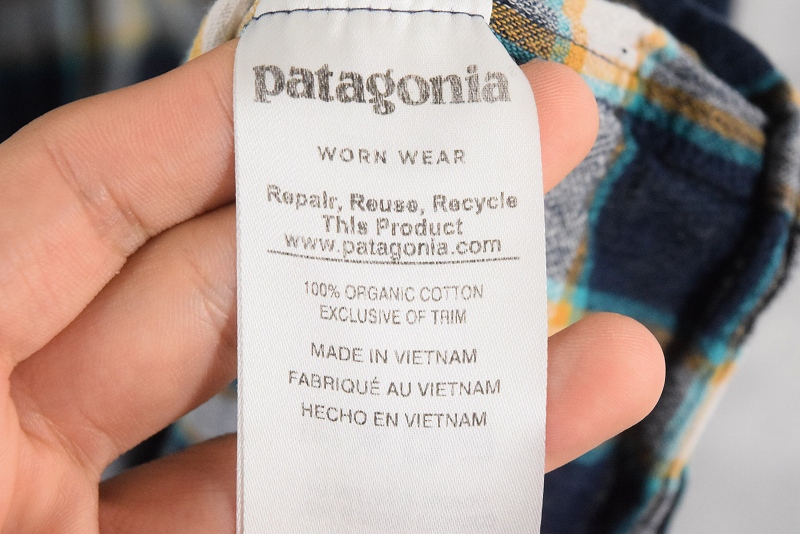 patagonia
WORN WEAR
Repair, Reuse, Recycle
This Product
www.patagonia.com
100% ORGANIC COTTON
EXCLUSIVE OF TRIM
MADE IN VIETNAM
FABRIQUÉ AU VIETNAM
HECHO EN VIETNAM